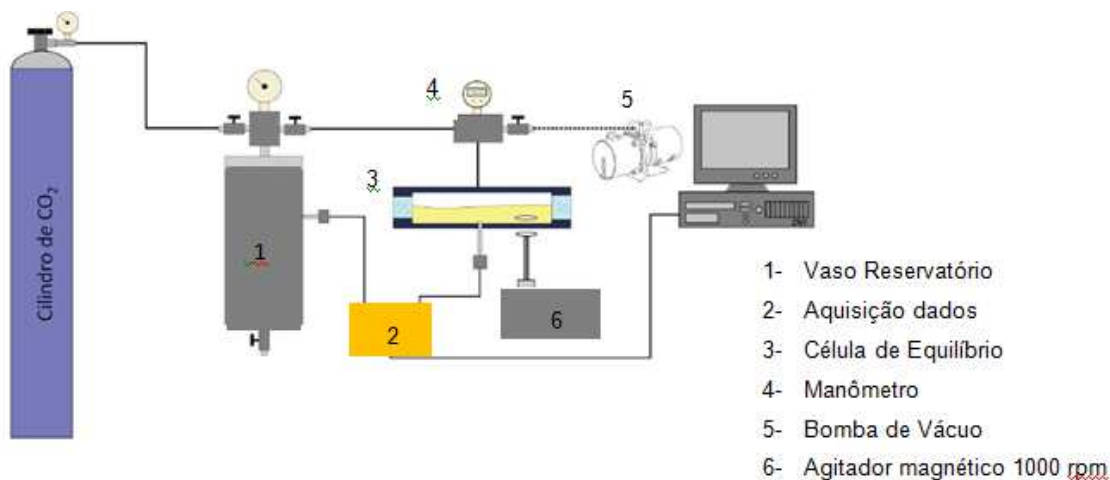 Cilindro de CO₂
1
2
3
4
5
6
1- Vaso Reservatório
2- Aquisição dados
3- Célula de Equilíbrio
4- Manômetro
5- Bomba de Vácuo
6- Agitador magnético 1000 rpm